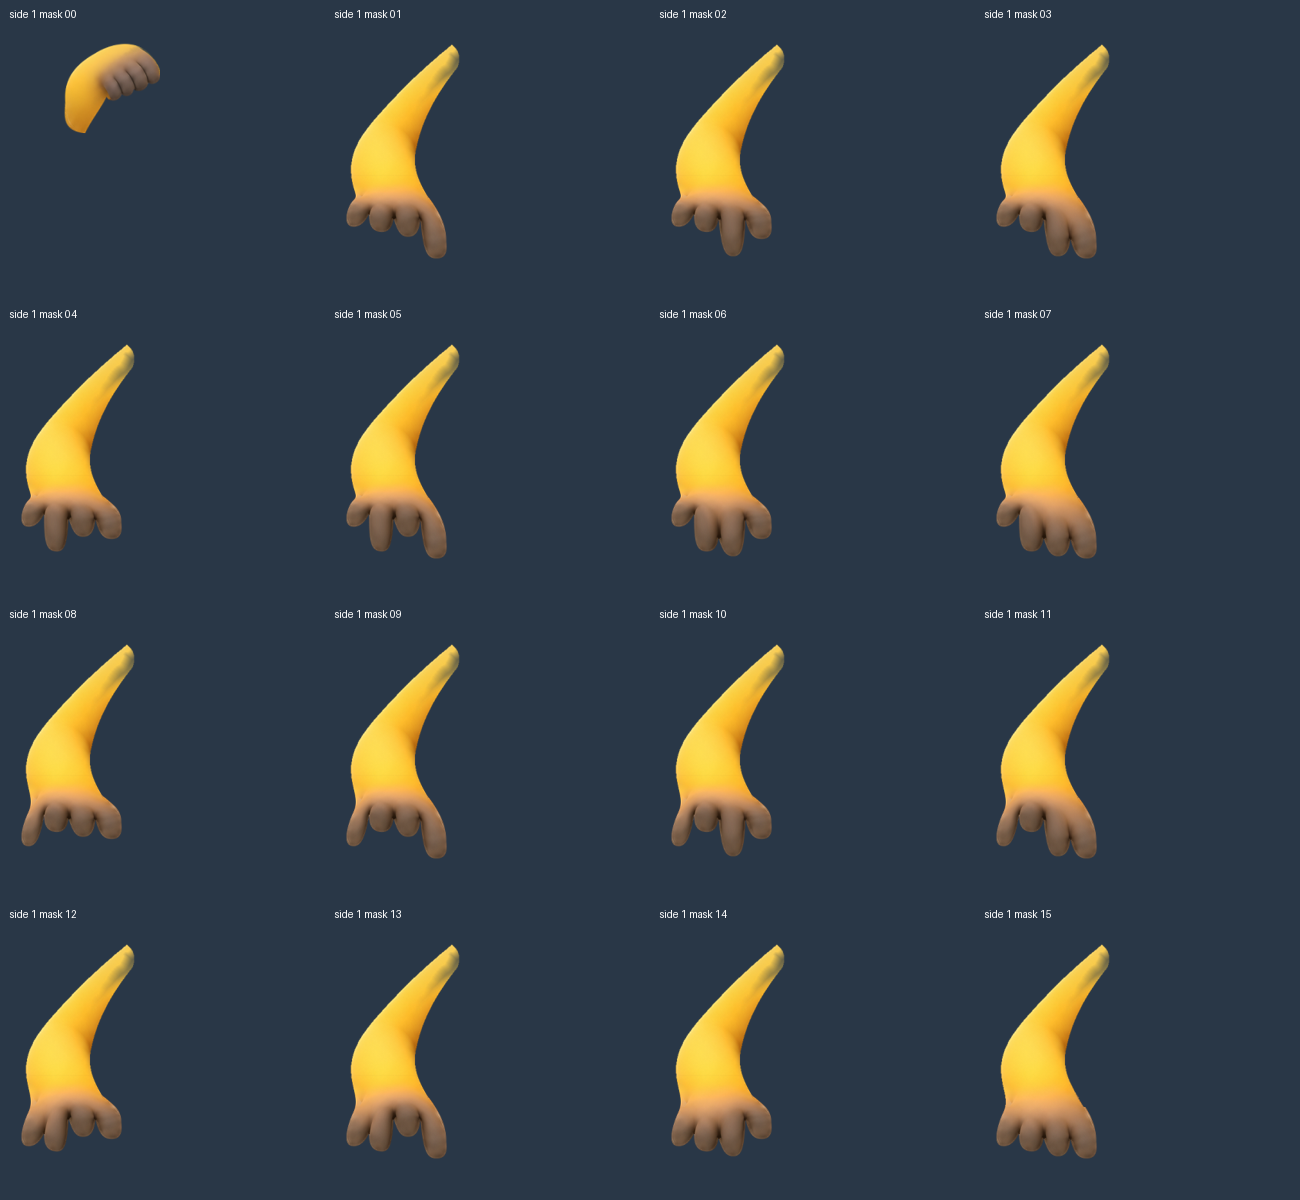 side 1 mask 00
side 1 mask 01
side 1 mask 02
side 1 mask 03
side 1 mask 04
side 1 mask 05
side 1 mask 06
side 1 mask 07
side 1 mask 08
side 1 mask 09
side 1 mask 10
side 1 mask 11
side 1 mask 12
side 1 mask 13
side 1 mask 14
side 1 mask 15